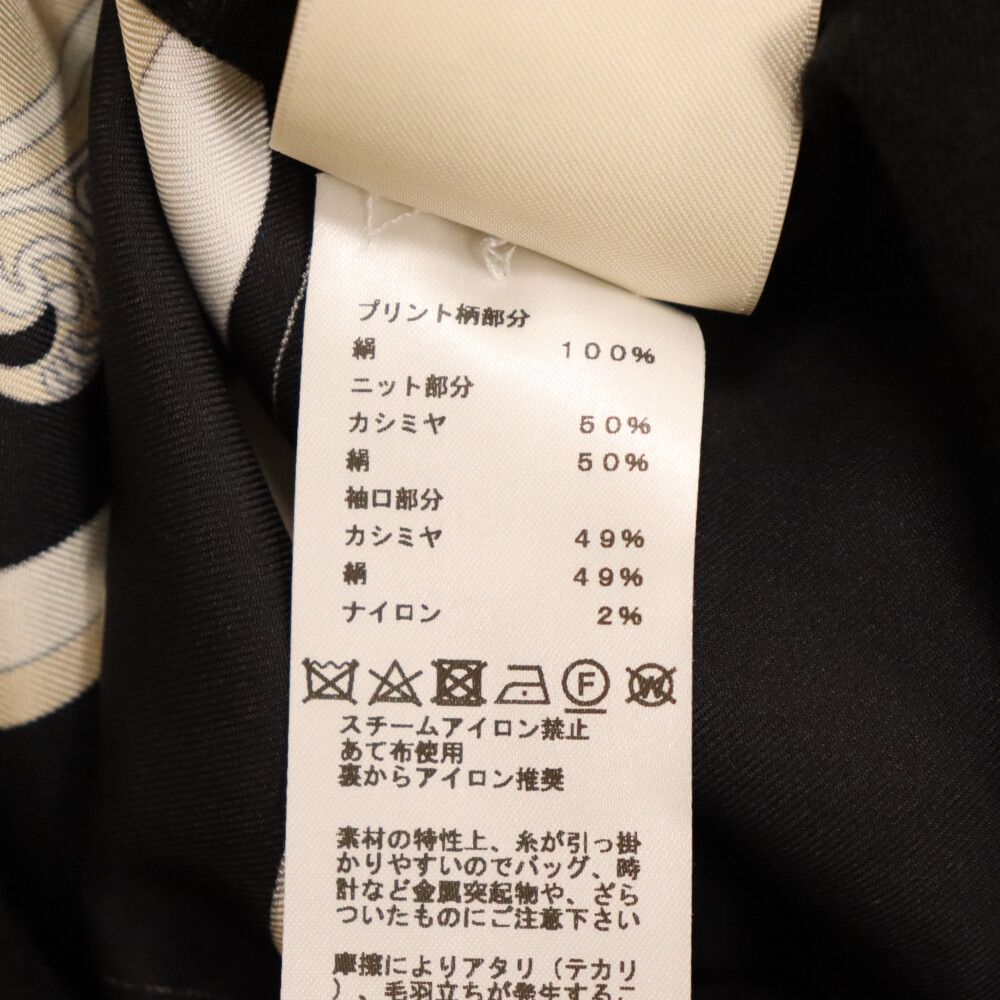 プリント柄部分
絹 100%
ニット部分
カシミヤ 50%
絹 50%
袖口部分
カシミヤ 49%
絹 49%
ナイロン 2%
F W
スチームアイロン禁止
あて布使用
裏からアイロン推奨
素材の特性上、糸が引っ掛
かりやすいのでバッグ、時
計など金属突起物や、ざら
ついたものにご注意下さい
摩擦によりアタリ（テカリ
）、毛羽立ちが発生するこ